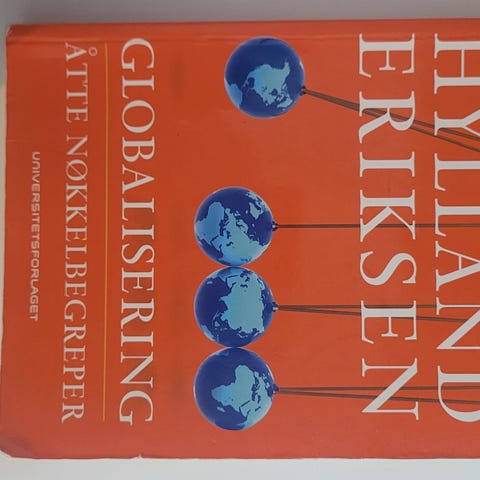 HYLLAND
ERIKSEN
GLOBALISERING
ÅTTE NØKKELBEGREPER
UNIVERSITETSFORLAGET